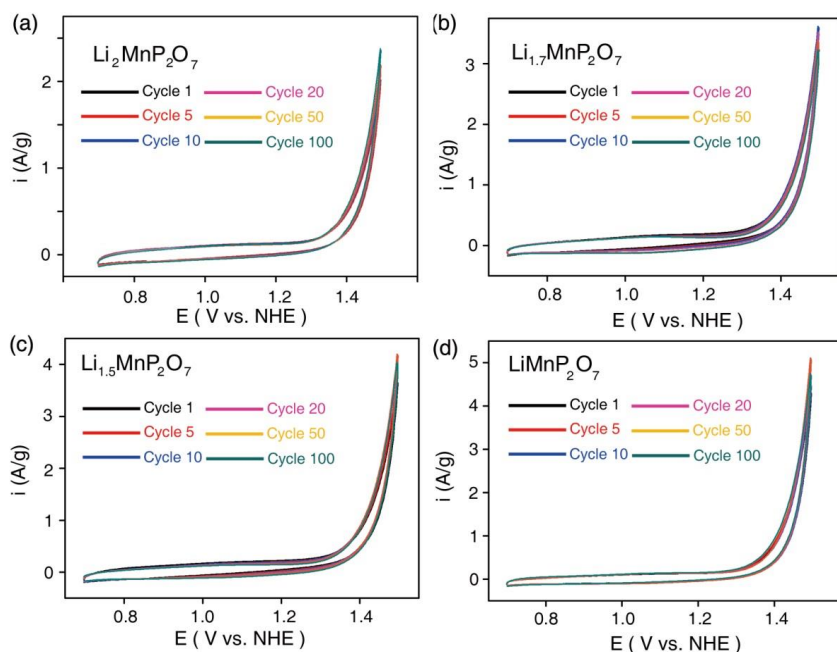 (a)
Li₂MnP₂O₇
Cycle 1 Cycle 20
Cycle 5 Cycle 50
Cycle 10 Cycle 100
i (A/g)
2
1
0
0.8 1.0 1.2 1.4
E ( V vs. NHE )
(b)
Li₁.₇MnP₂O₇
Cycle 1 Cycle 20
Cycle 5 Cycle 50
Cycle 10 Cycle 100
i (A/g)
3
2
1
0
0.8 1.0 1.2 1.4
E ( V vs. NHE )
(c)
Li₁.₅MnP₂O₇
Cycle 1 Cycle 20
Cycle 5 Cycle 50
Cycle 10 Cycle 100
i (A/g)
4
3
2
1
0
0.8 1.0 1.2 1.4
E ( V vs. NHE )
(d)
LiMnP₂O₇
Cycle 1 Cycle 20
Cycle 5 Cycle 50
Cycle 10 Cycle 100
i (A/g)
5
4
3
2
1
0
0.8 1.0 1.2 1.4
E ( V vs. NHE )